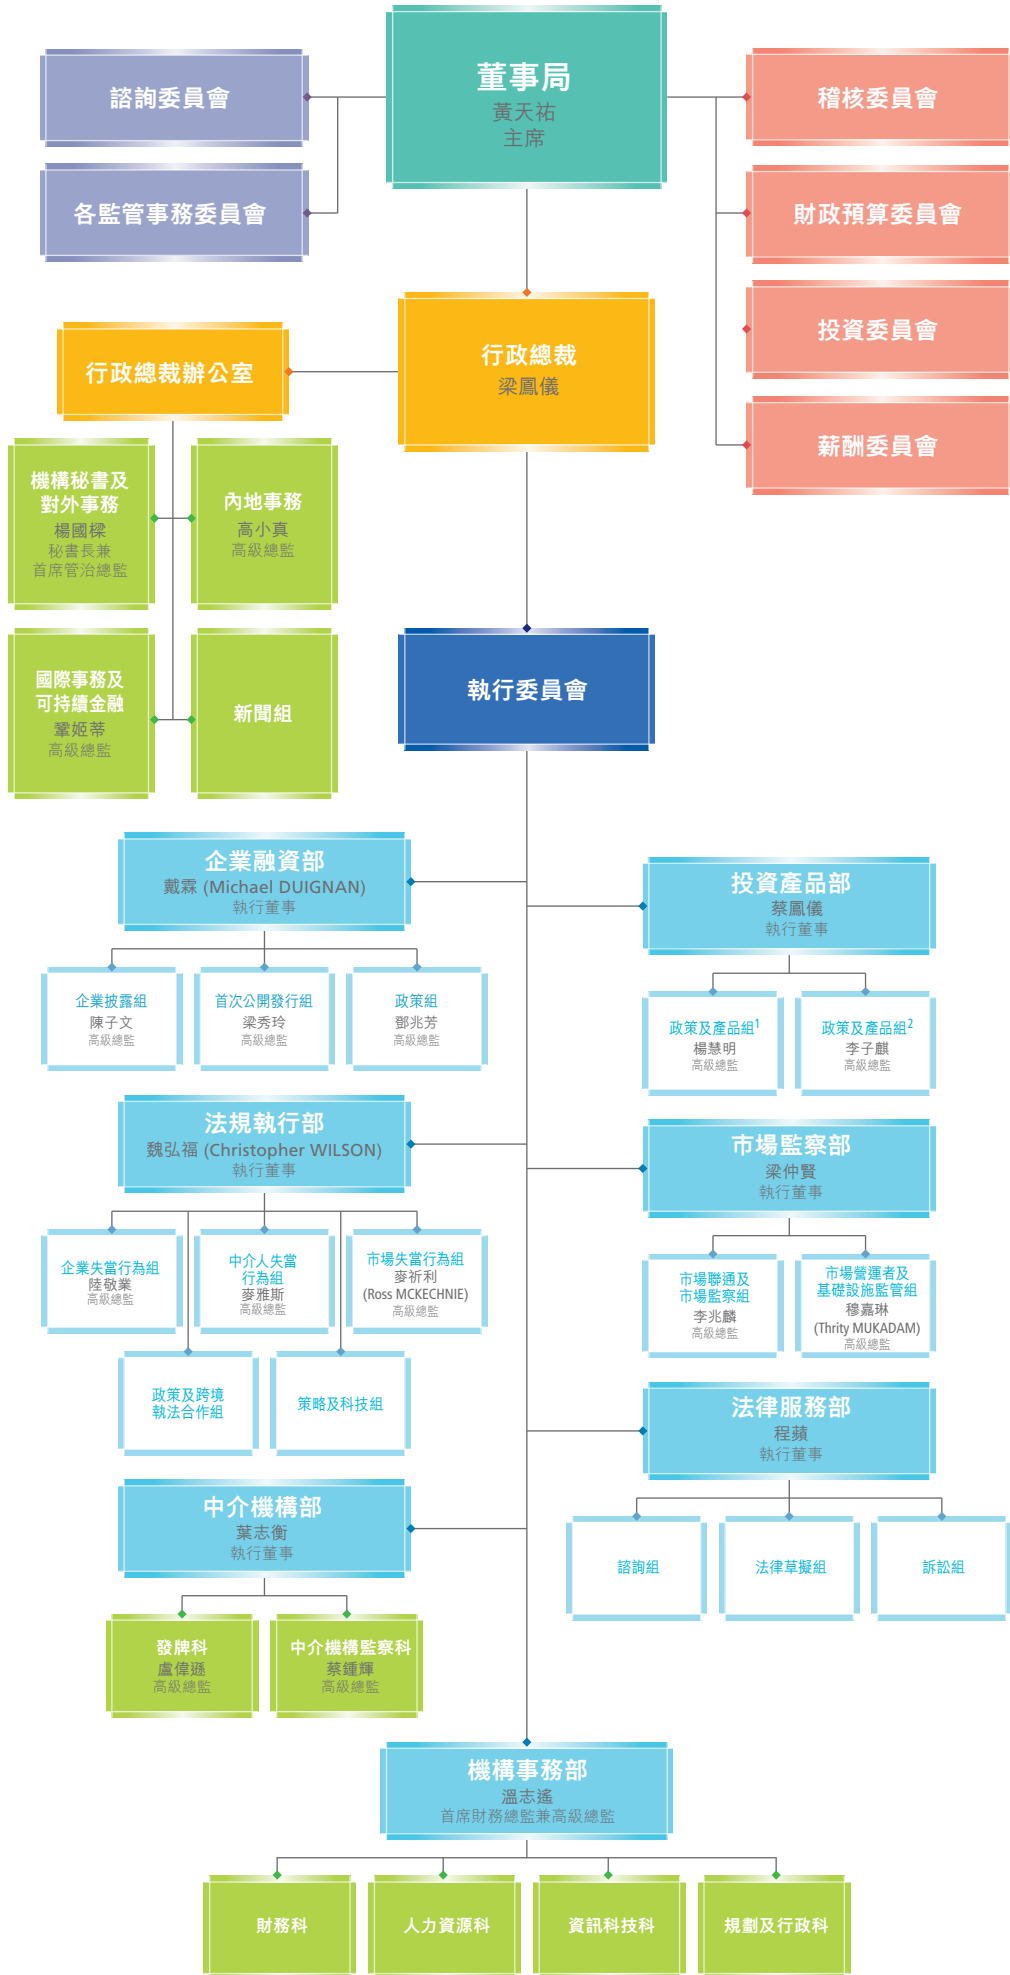 董事局
黃天祐
主席
諮詢委員會
各監管事務委員會
稽核委員會
財政預算委員會
投資委員會
薪酬委員會
行政總裁
梁鳳儀
行政總裁辦公室
機構秘書及
對外事務
楊國樑
秘書長兼
首席管治總監
內地事務
高小真
高級總監
國際事務及
可持續金融
鞏姬蒂
高級總監
新聞組
執行委員會
企業融資部
戴霖 (Michael DUIGNAN)
執行董事
企業披露組
陳子文
高級總監
首次公開發行組
梁秀玲
高級總監
政策組
鄧兆芳
高級總監
投資產品部
蔡鳳儀
執行董事
政策及產品組1
楊慧明
高級總監
政策及產品組2
李子麒
高級總監
法規執行部
魏弘福 (Christopher WILSON)
執行董事
企業失當行為組
陸敬業
高級總監
中介人失當
行為組
麥雅斯
高級總監
市場失當行為組
麥祈利
(Ross MCKECHNIE)
高級總監
政策及跨境
執法合作組
策略及科技組
市場監察部
梁仲賢
執行董事
市場聯通及
市場監察組
李兆麟
高級總監
市場營運者及
基礎設施監管組
穆嘉琳
(Thrity MUKADAM)
高級總監
法律服務部
程蘋
執行董事
諮詢組
法律草擬組
訴訟組
中介機構部
葉志衡
執行董事
發牌科
盧偉遜
高級總監
中介機構監察科
蔡鍾輝
高級總監
機構事務部
溫志遙
首席財務總監兼高級總監
財務科
人力資源科
資訊科技科
規劃及行政科